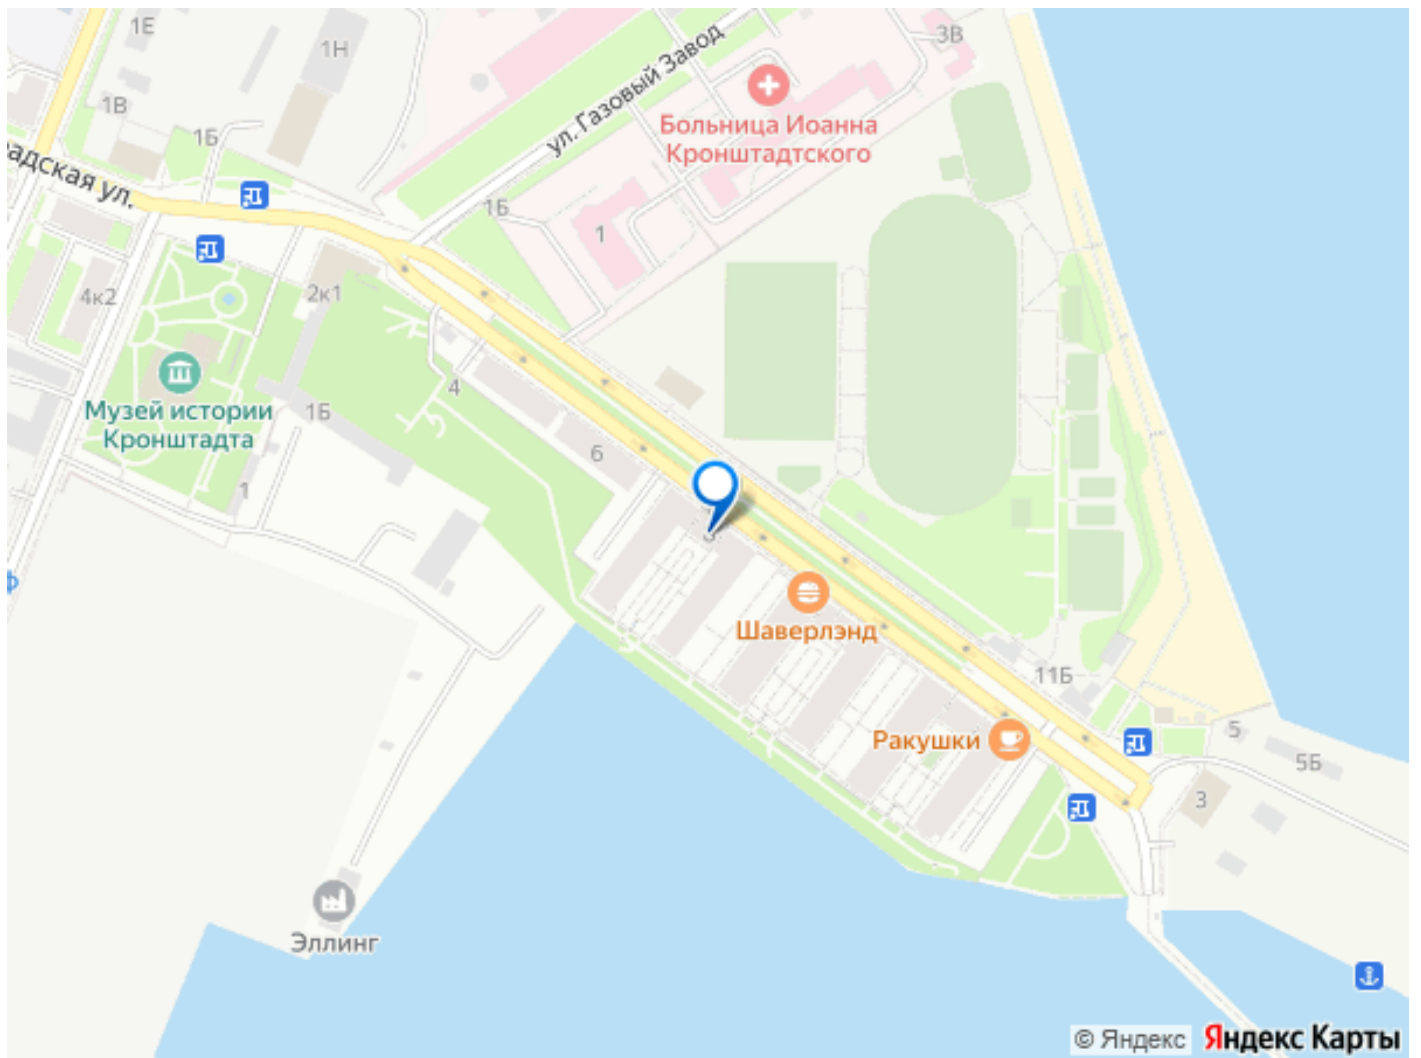 1Е
1Н
3В
ул. Газовый Завод
1В
Больница Иоанна
Кронштадтского
1Б
адская ул.
1Б
1
4к2
2к1
4
Музей истории
Кронштадта
1Б
6
1
Шаверлэнд
11Б
Ракушки
5
5Б
3
Эллинг
© Яндекс
Яндекс Карты